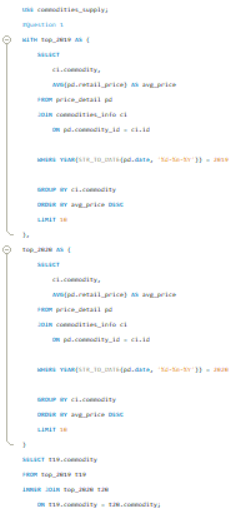 USE commodities_supply;
#Question 1
WITH top_2019 AS (
SELECT
ci.commodity,
AVG(pd.retail_price) AS avg_price
FROM price_detail pd
JOIN commodities_info ci
ON pd.commodity_id = ci.id
WHERE YEAR(STR_TO_DATE(pd.date, '%d-%m-%Y')) = 2019
GROUP BY ci.commodity
ORDER BY avg_price DESC
LIMIT 10
),
top_2020 AS (
SELECT
ci.commodity,
AVG(pd.retail_price) AS avg_price
FROM price_detail pd
JOIN commodities_info ci
ON pd.commodity_id = ci.id
WHERE YEAR(STR_TO_DATE(pd.date, '%d-%m-%Y')) = 2020
GROUP BY ci.commodity
ORDER BY avg_price DESC
LIMIT 10
)
SELECT t19.commodity
FROM top_2019 t19
INNER JOIN top_2020 t20
ON t19.commodity = t20.commodity;